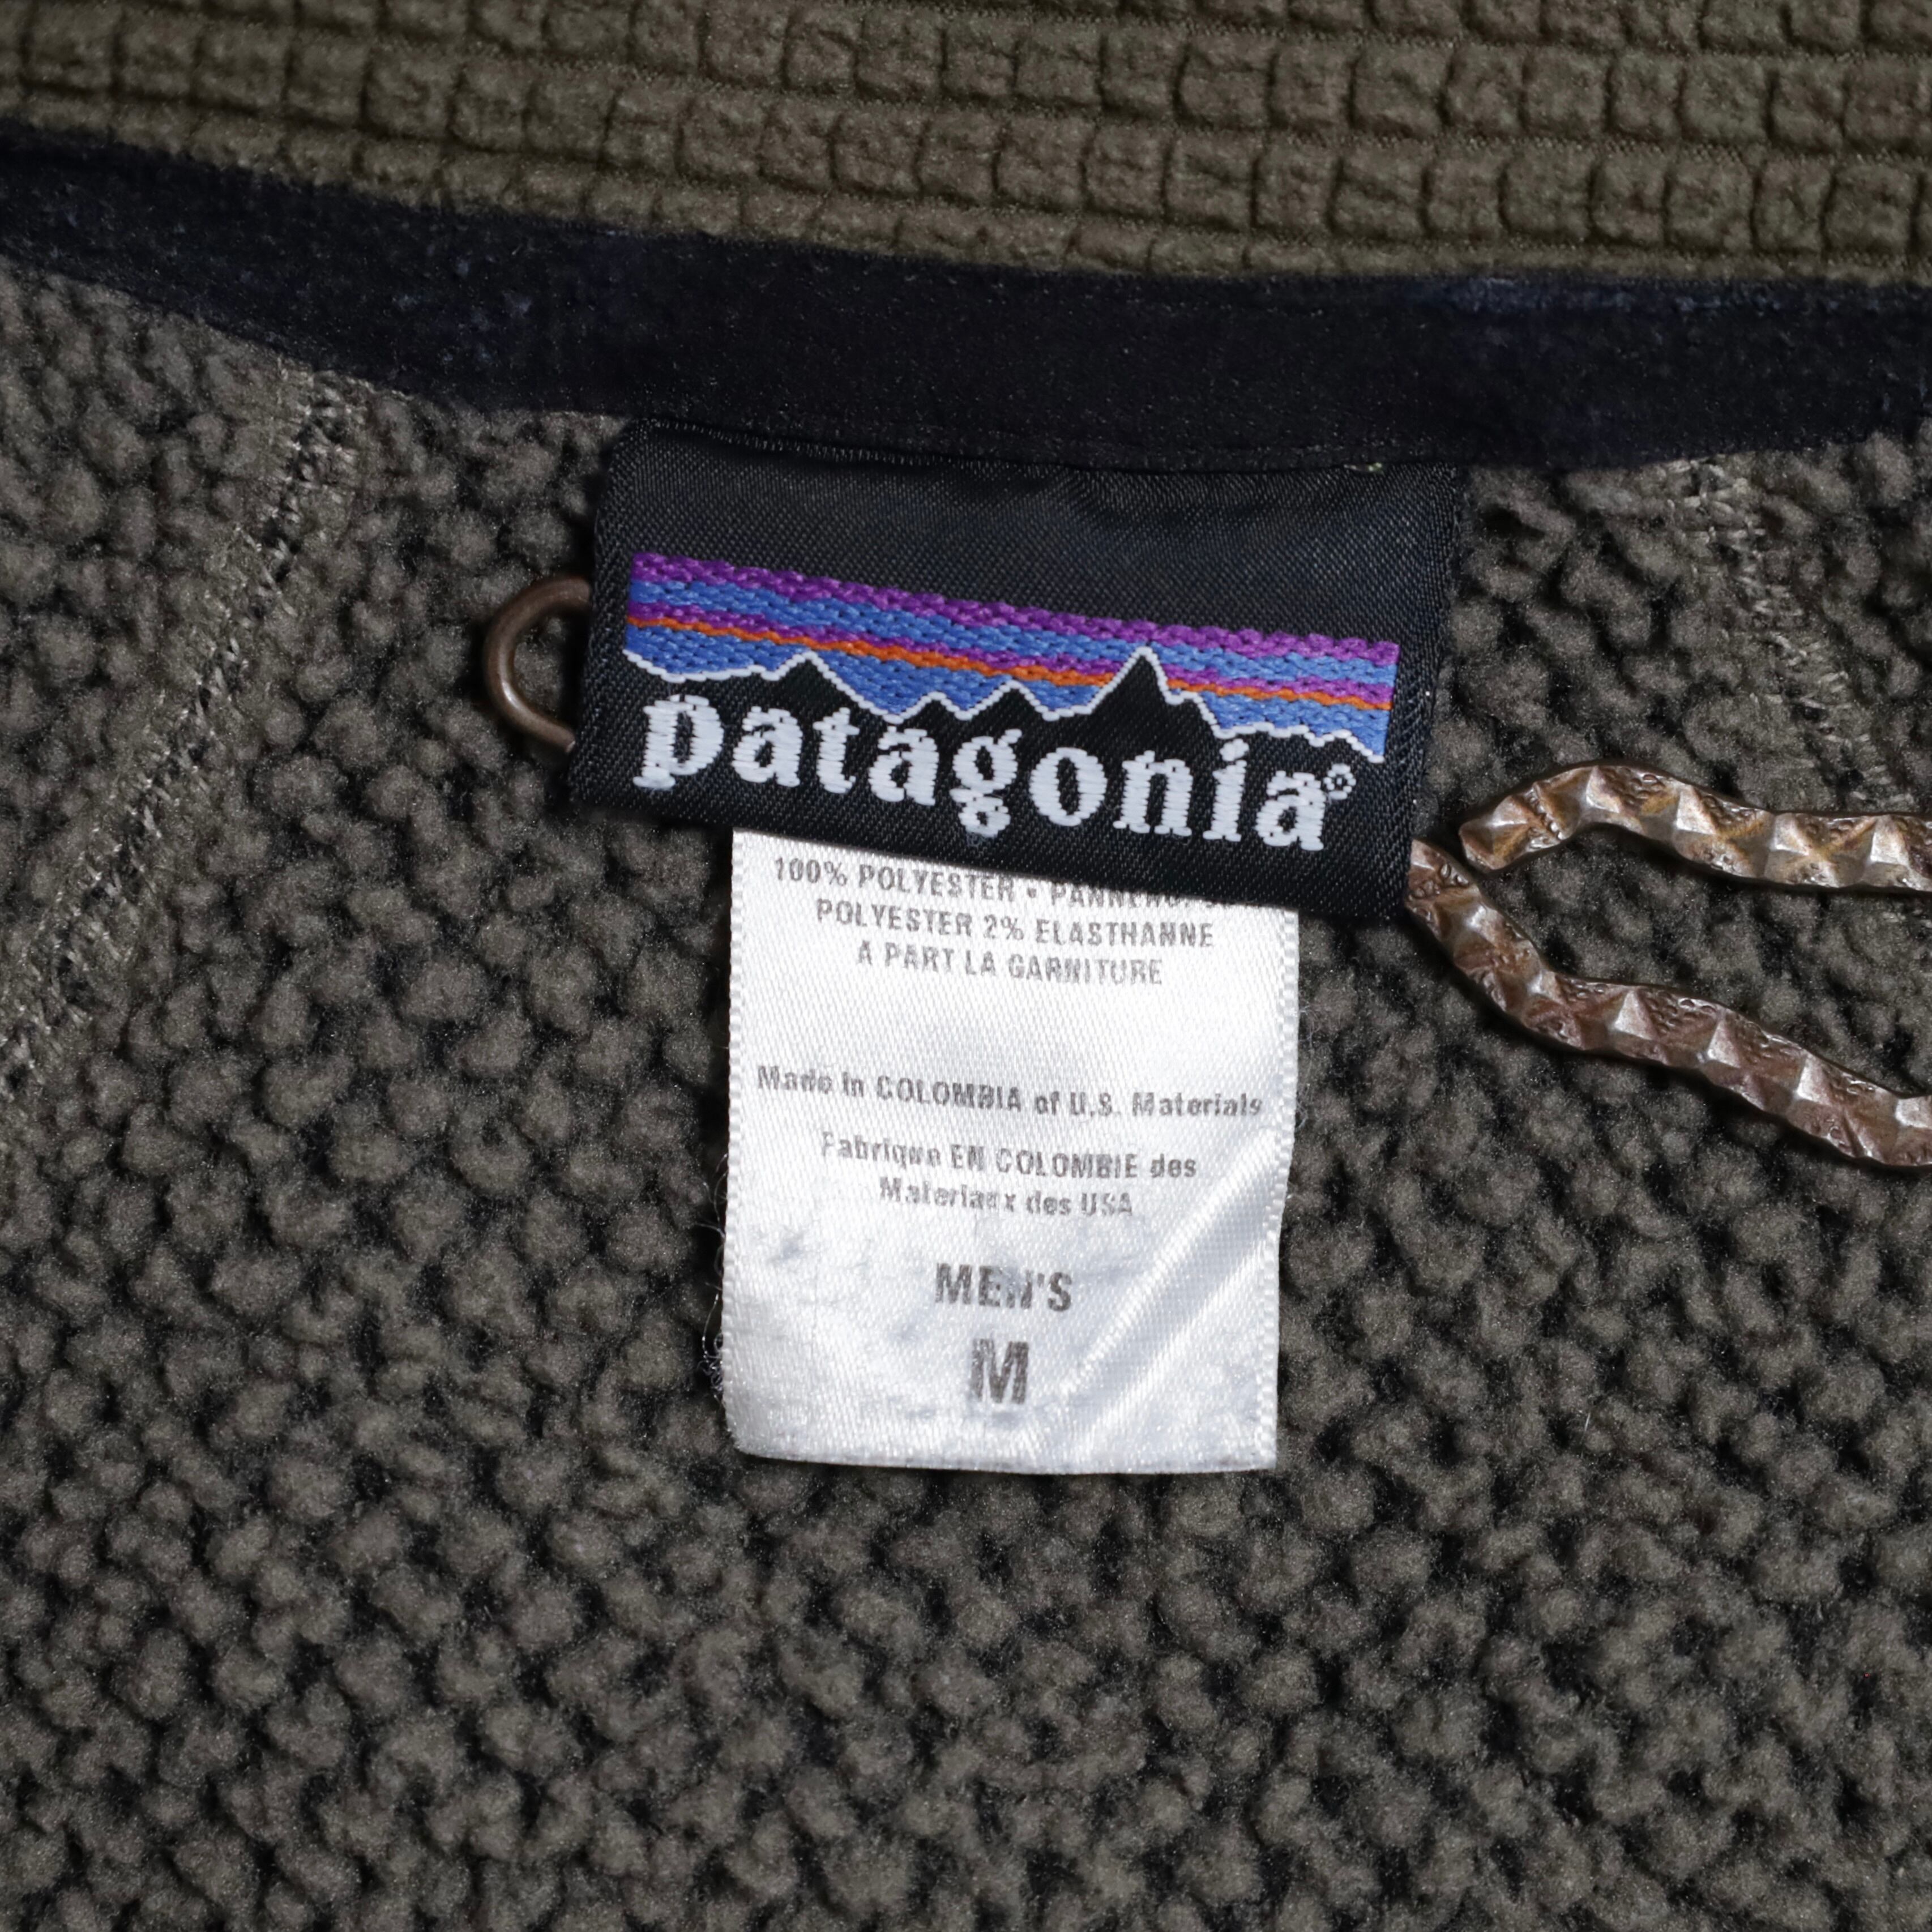 patagonia®
100% POLYESTER •
POLYESTER 2% ELASTHANNE
A PART LA GARNITURE
Made in COLOMBIA of U.S. Materials
Fabrique EN COLOMBIE des
Materiaux des USA
MEN'S
M